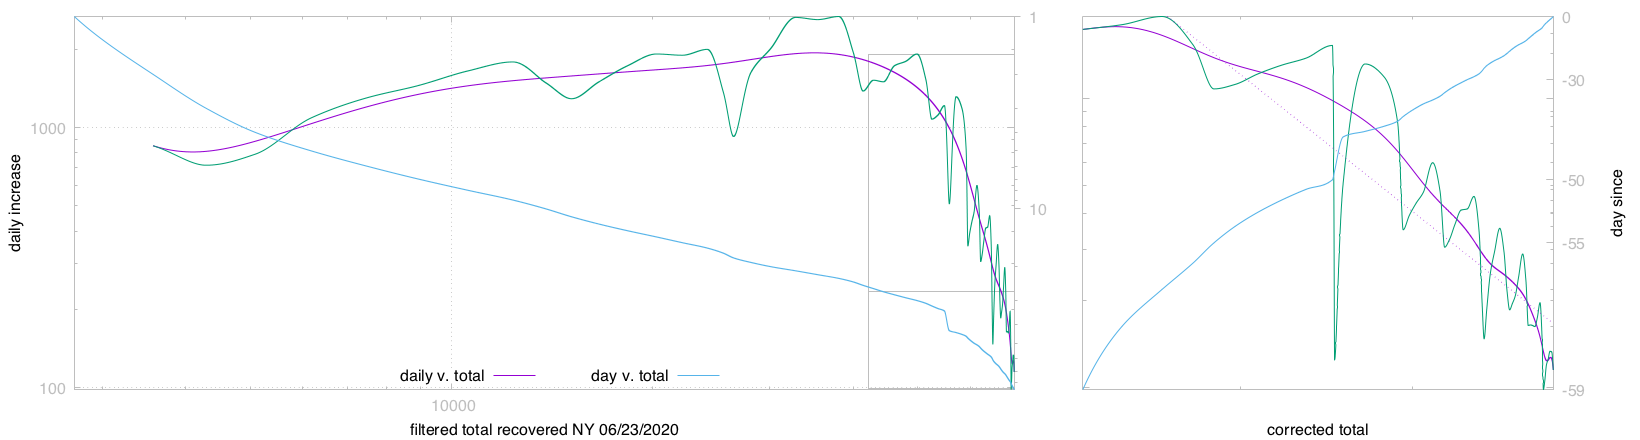 1
0
-30
1000
daily increase
-50
day since
10
-55
daily v. total
day v. total
100
-59
10000
filtered total recovered NY 06/23/2020
corrected total